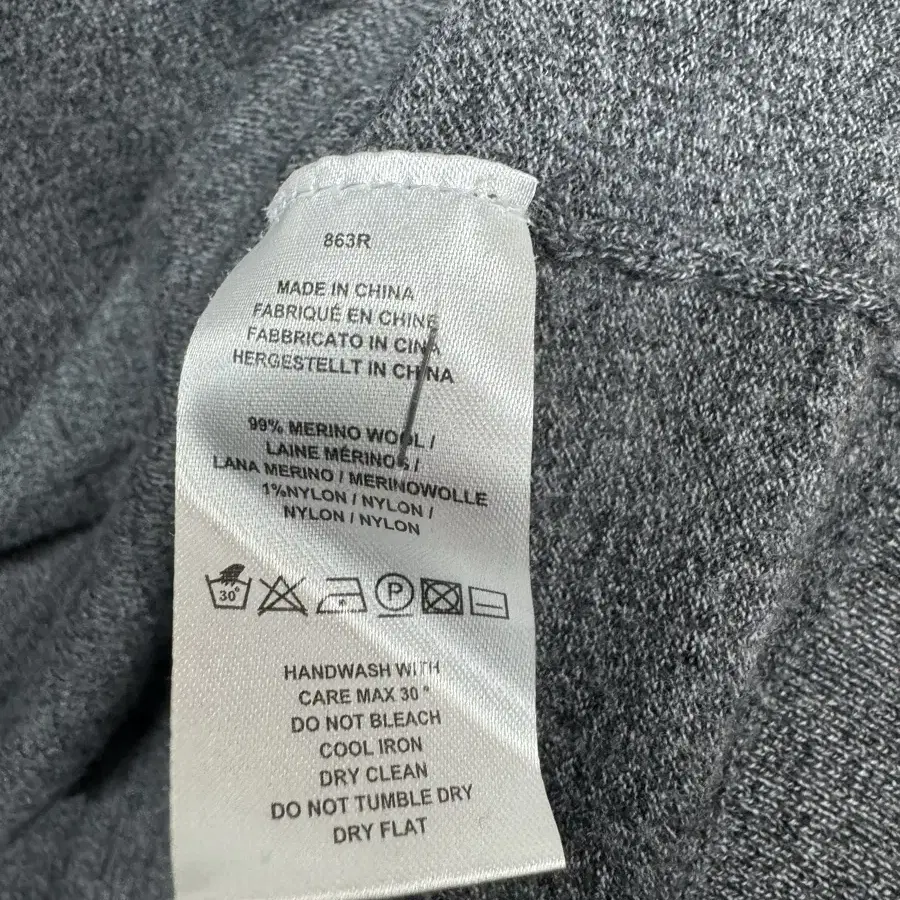 863R
MADE IN CHINA
FABRIQUÉ EN CHINE
FABBRICATO IN CINA
HERGESTELLT IN CHINA
99% MERINO WOOL /
LAINE MÉRINOS /
LANA MERINO / MERINOWOLLE
1%NYLON / NYLON /
NYLON / NYLON
30°
P
HANDWASH WITH
CARE MAX 30 °
DO NOT BLEACH
COOL IRON
DRY CLEAN
DO NOT TUMBLE DRY
DRY FLAT